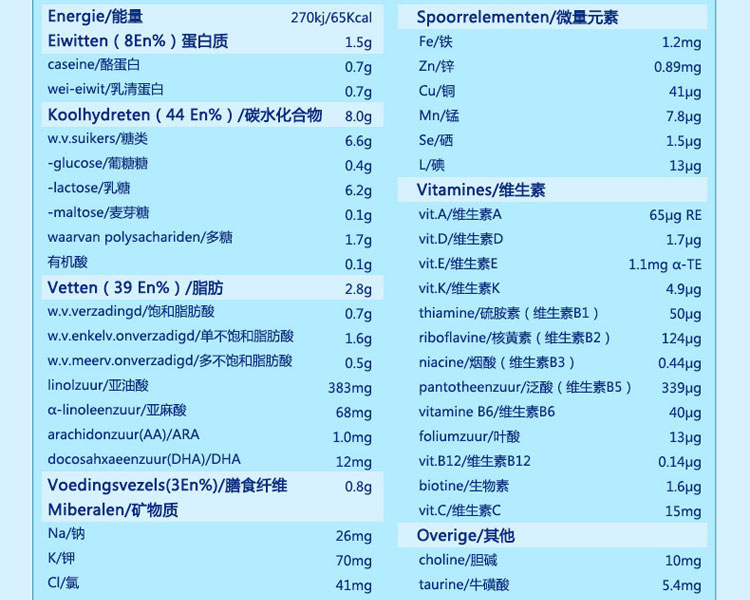 Energie/能量 270kj/65Kcal
Eiwitten ( 8En% ) 蛋白质 1.5g
caseine/酪蛋白 0.7g
wei-eiwit/乳清蛋白 0.7g
Koolhydreten ( 44 En% ) /碳水化合物 8.0g
w.v.suikers/糖类 6.6g
-glucose/葡糖糖 0.4g
-lactose/乳糖 6.2g
-maltose/麦芽糖 0.1g
waarvan polysachariden/多糖 1.7g
有机酸 0.1g
Vetten ( 39 En% ) /脂肪 2.8g
w.v.verzadingd/饱和脂肪酸 0.7g
w.v.enkelv.onverzadigd/单不饱和脂肪酸 1.6g
w.v.meerv.onverzadigd/多不饱和脂肪酸 0.5g
linolzuur/亚油酸 383mg
α-linoleenzuur/亚麻酸 68mg
arachidonzuur(AA)/ARA 1.0mg
docosahxaeenzuur(DHA)/DHA 12mg
Voedingsvezels(3En%)/膳食纤维 0.8g
Miberalen/矿物质
Na/钠 26mg
K/钾 70mg
Cl/氯 41mg
Spoorrelementen/微量元素
Fe/铁 1.2mg
Zn/锌 0.89mg
Cu/铜 41μg
Mn/锰 7.8μg
Se/硒 1.5μg
L/碘 13μg
Vitamines/维生素
vit.A/维生素A 65μg RE
vit.D/维生素D 1.7μg
vit.E/维生素E 1.1mg α-TE
vit.K/维生素K 4.9μg
thiamine/硫胺素 ( 维生素B1 ) 50μg
riboflavine/核黄素 ( 维生素B2 ) 124μg
niacine/烟酸 ( 维生素B3 ) 0.44μg
pantotheenzuur/泛酸 ( 维生素B5 ) 339μg
vitamine B6/维生素B6 40μg
foliumzuur/叶酸 13μg
vit.B12/维生素B12 0.14μg
biotine/生物素 1.6μg
vit.C/维生素C 15mg
Overige/其他
choline/胆碱 10mg
taurine/牛磺酸 5.4mg